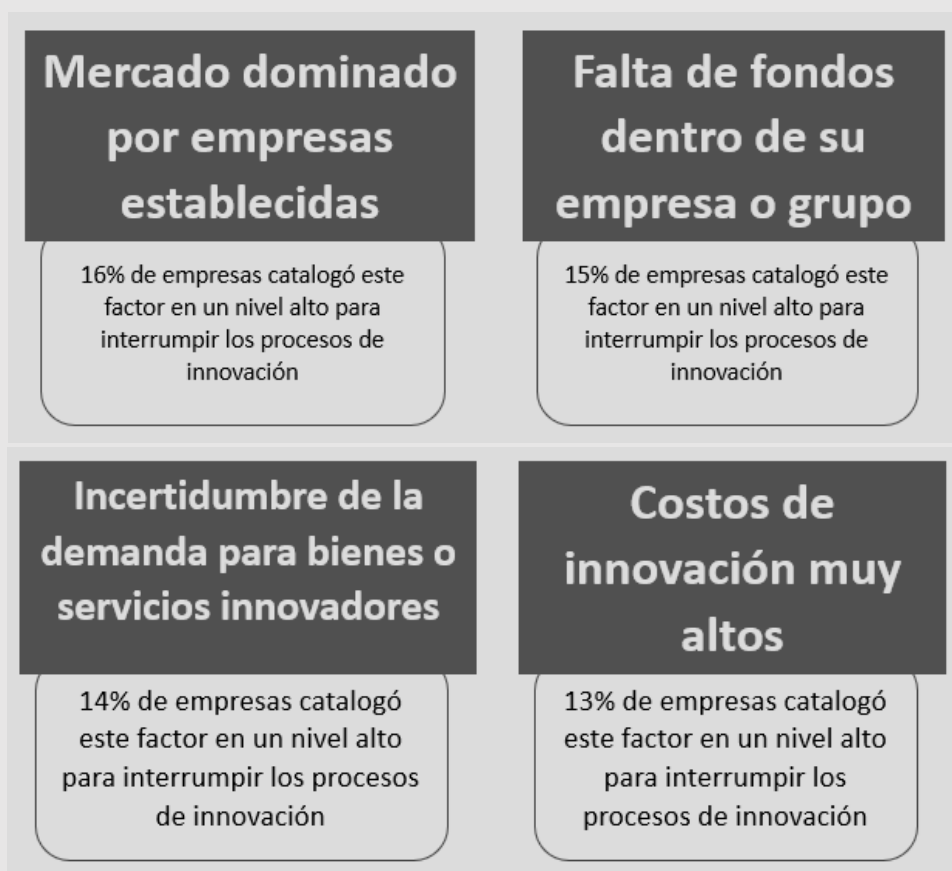 Mercado dominado
por empresas
establecidas
16% de empresas catalogó este
factor en un nivel alto para
interrumpir los procesos de
innovación
Falta de fondos
dentro de su
empresa o grupo
15% de empresas catalogó este
factor en un nivel alto para
interrumpir los procesos de
innovación
Incertidumbre de la
demanda para bienes o
servicios innovadores
14% de empresas catalogó
este factor en un nivel alto
para interrumpir los procesos
de innovación
Costos de
innovación muy
altos
13% de empresas catalogó
este factor en un nivel alto
para interrumpir los
procesos de innovación